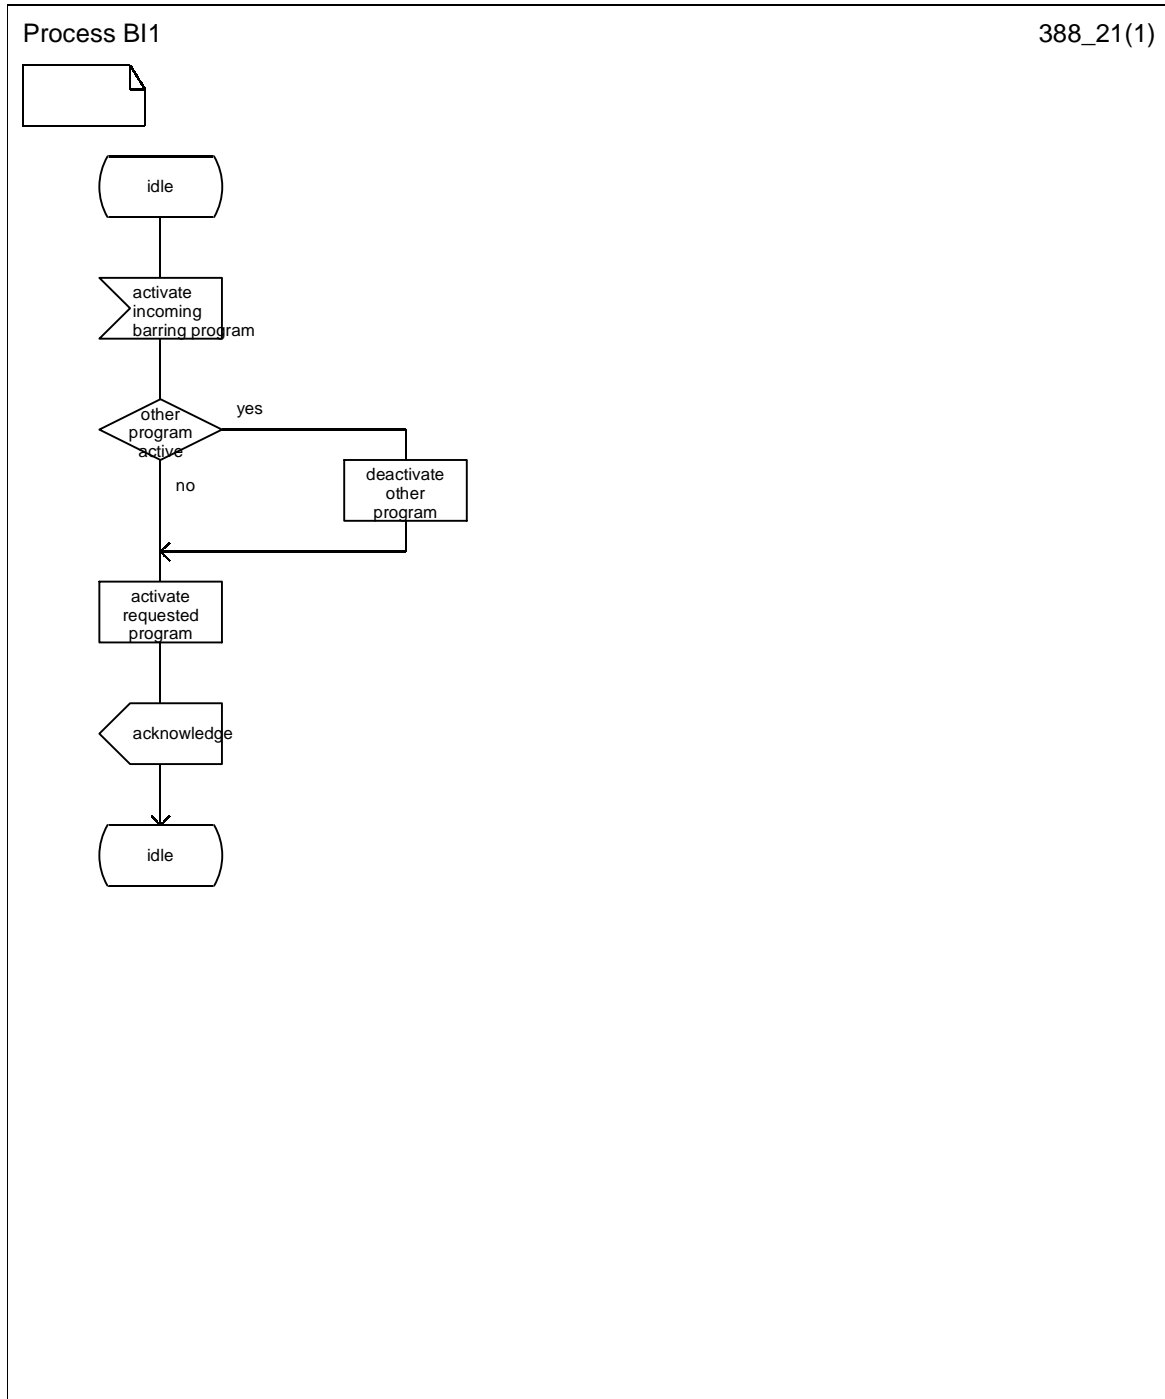 Process BI1
388_21(1)
idle
activate
incoming
barring program
other
program
active
yes
no
deactivate
other
program
activate
requested
program
acknowledge
idle